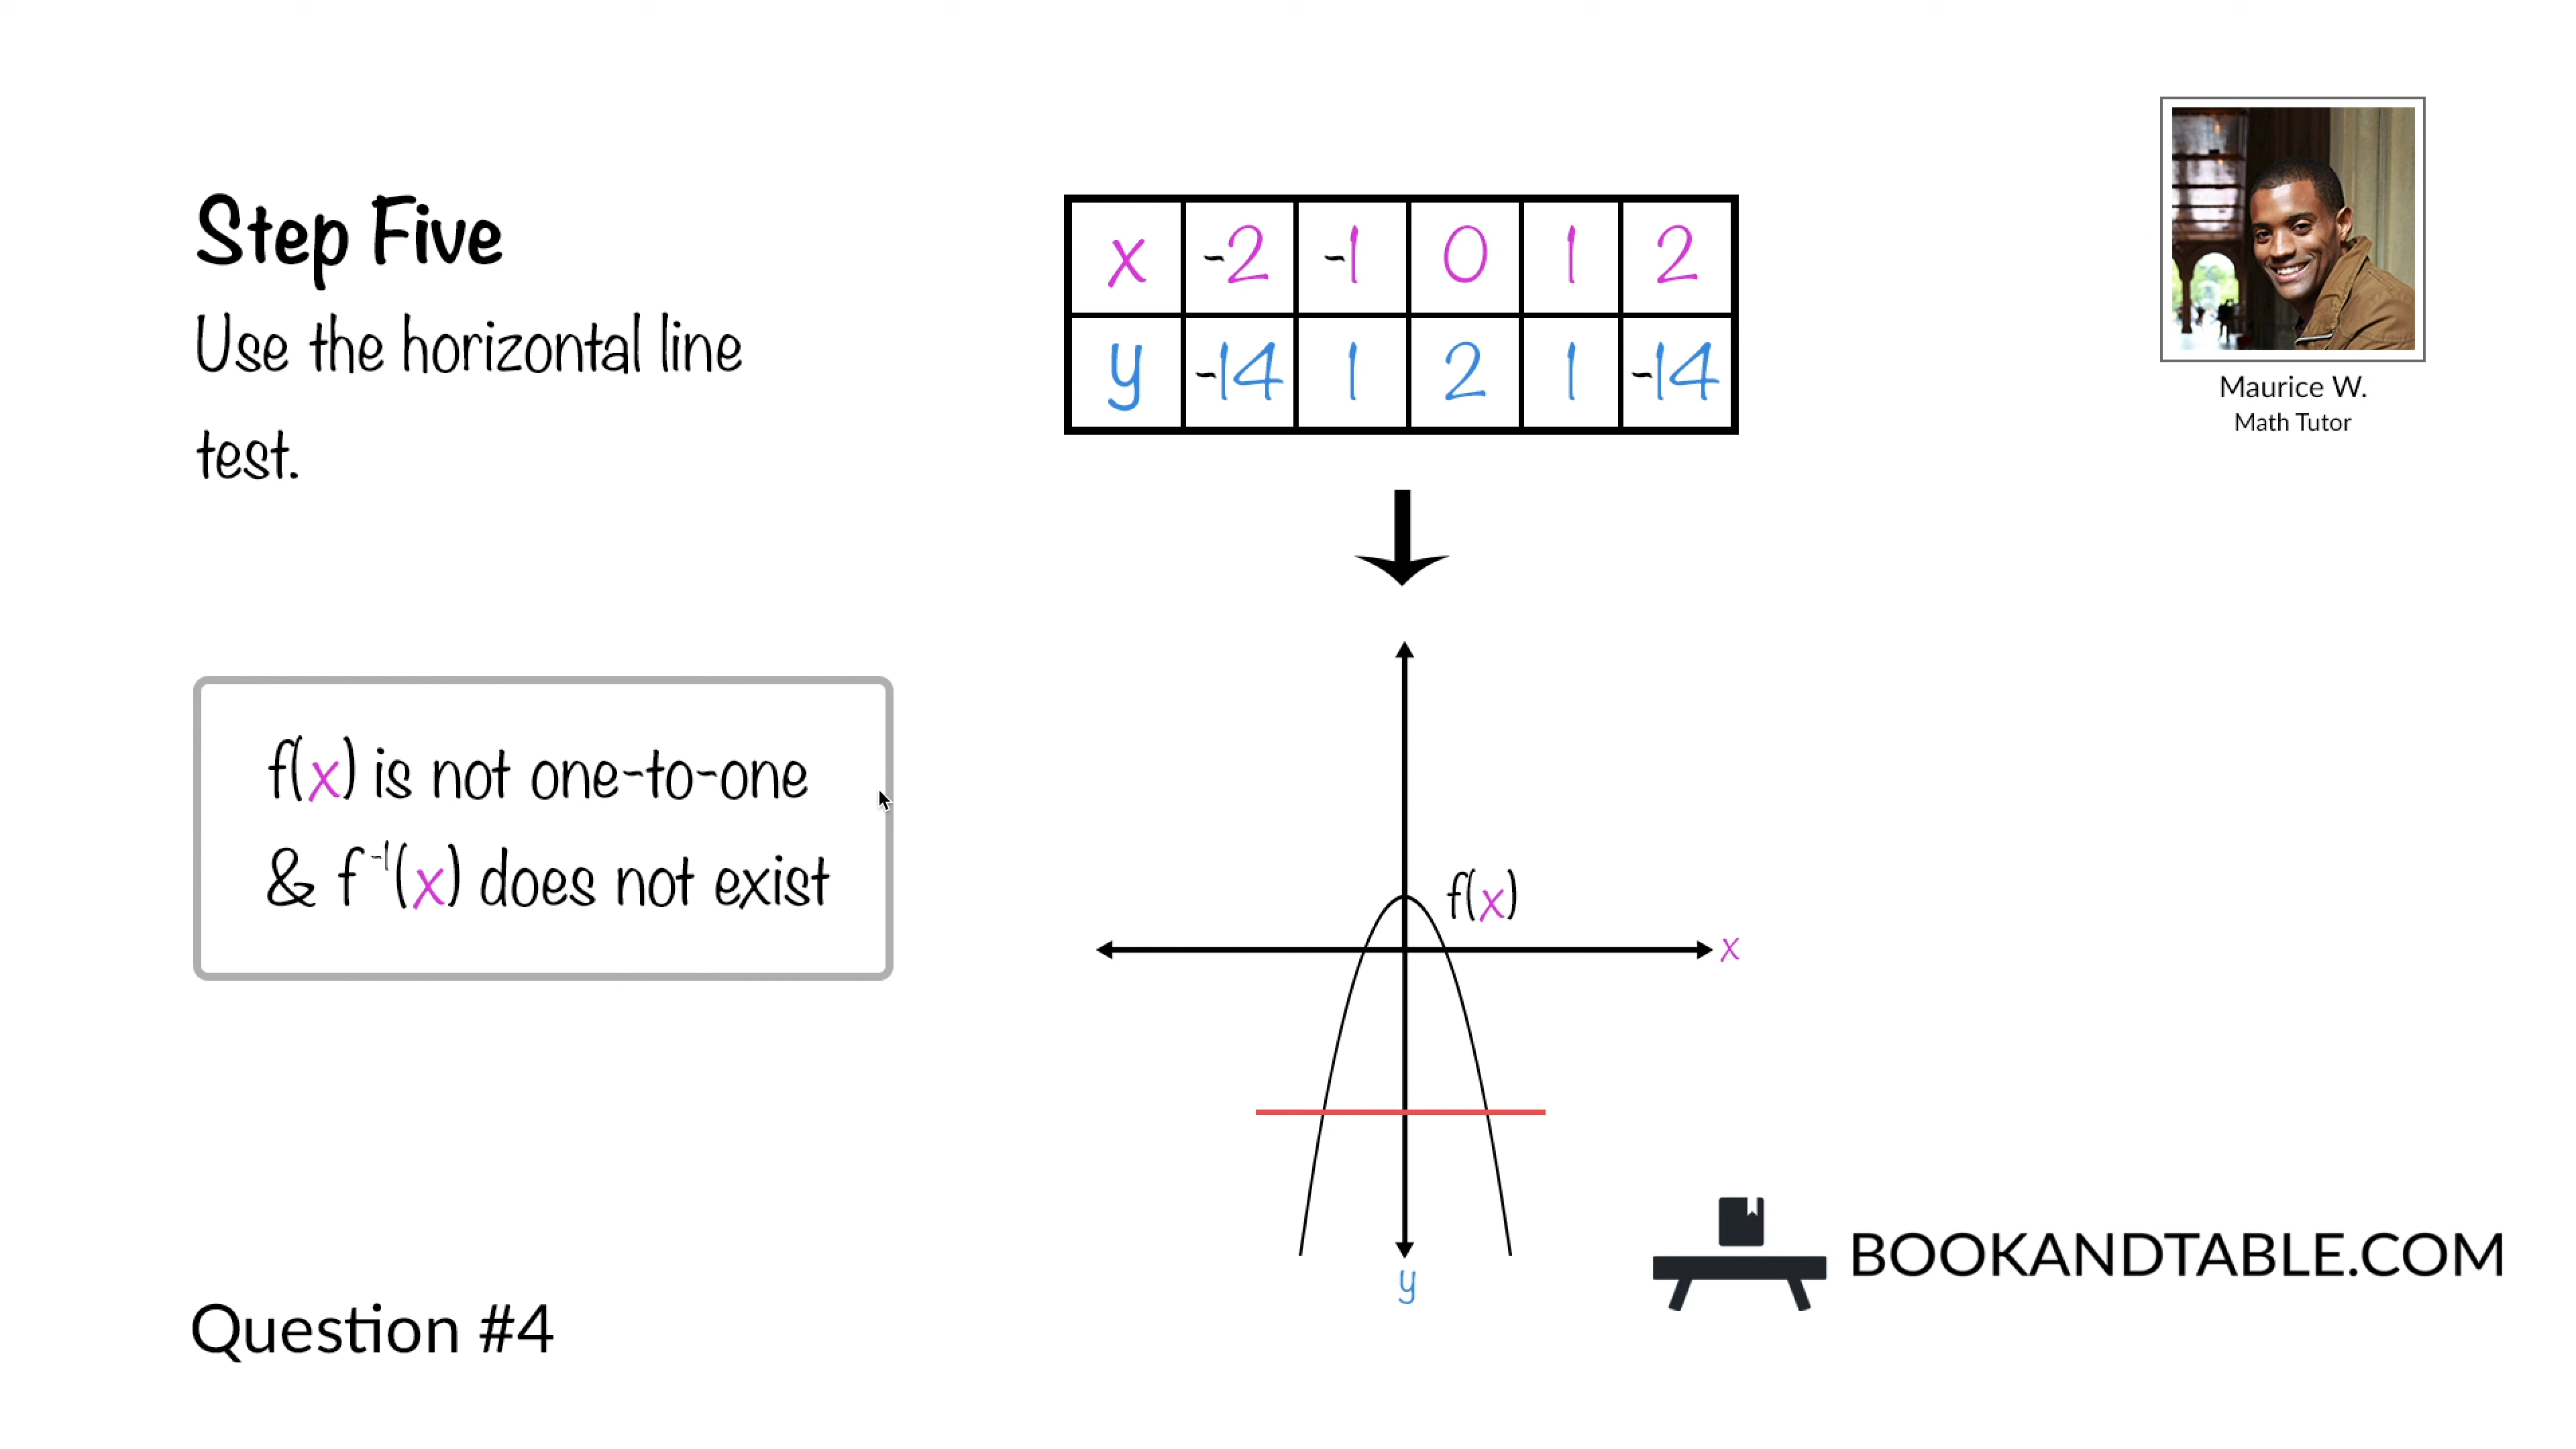 Step Five
Use the horizontal line
test.
x -2 -1 0 1 2
y -14 1 2 1 -14
Maurice W.
Math Tutor
f(x) is not one-to-one
& f⁻¹(x) does not exist
f(x)
x
y
BOOKANDTABLE.COM
Question #4